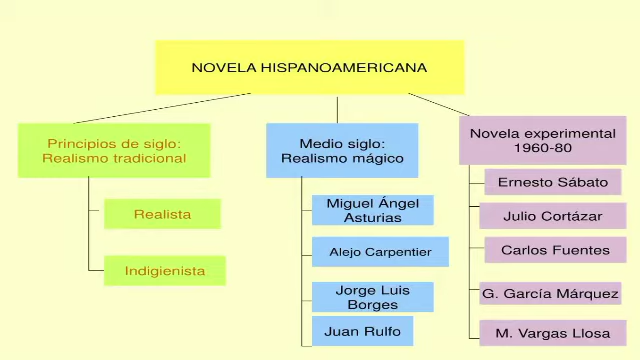 NOVELA HISPANOAMERICANA
Principios de siglo:
Realismo tradicional
Realista
Indigienista
Medio siglo:
Realismo mágico
Miguel Ángel
Asturias
Alejo Carpentier
Jorge Luis
Borges
Juan Rulfo
Novela experimental
1960-80
Ernesto Sábato
Julio Cortázar
Carlos Fuentes
G. García Márquez
M. Vargas Llosa